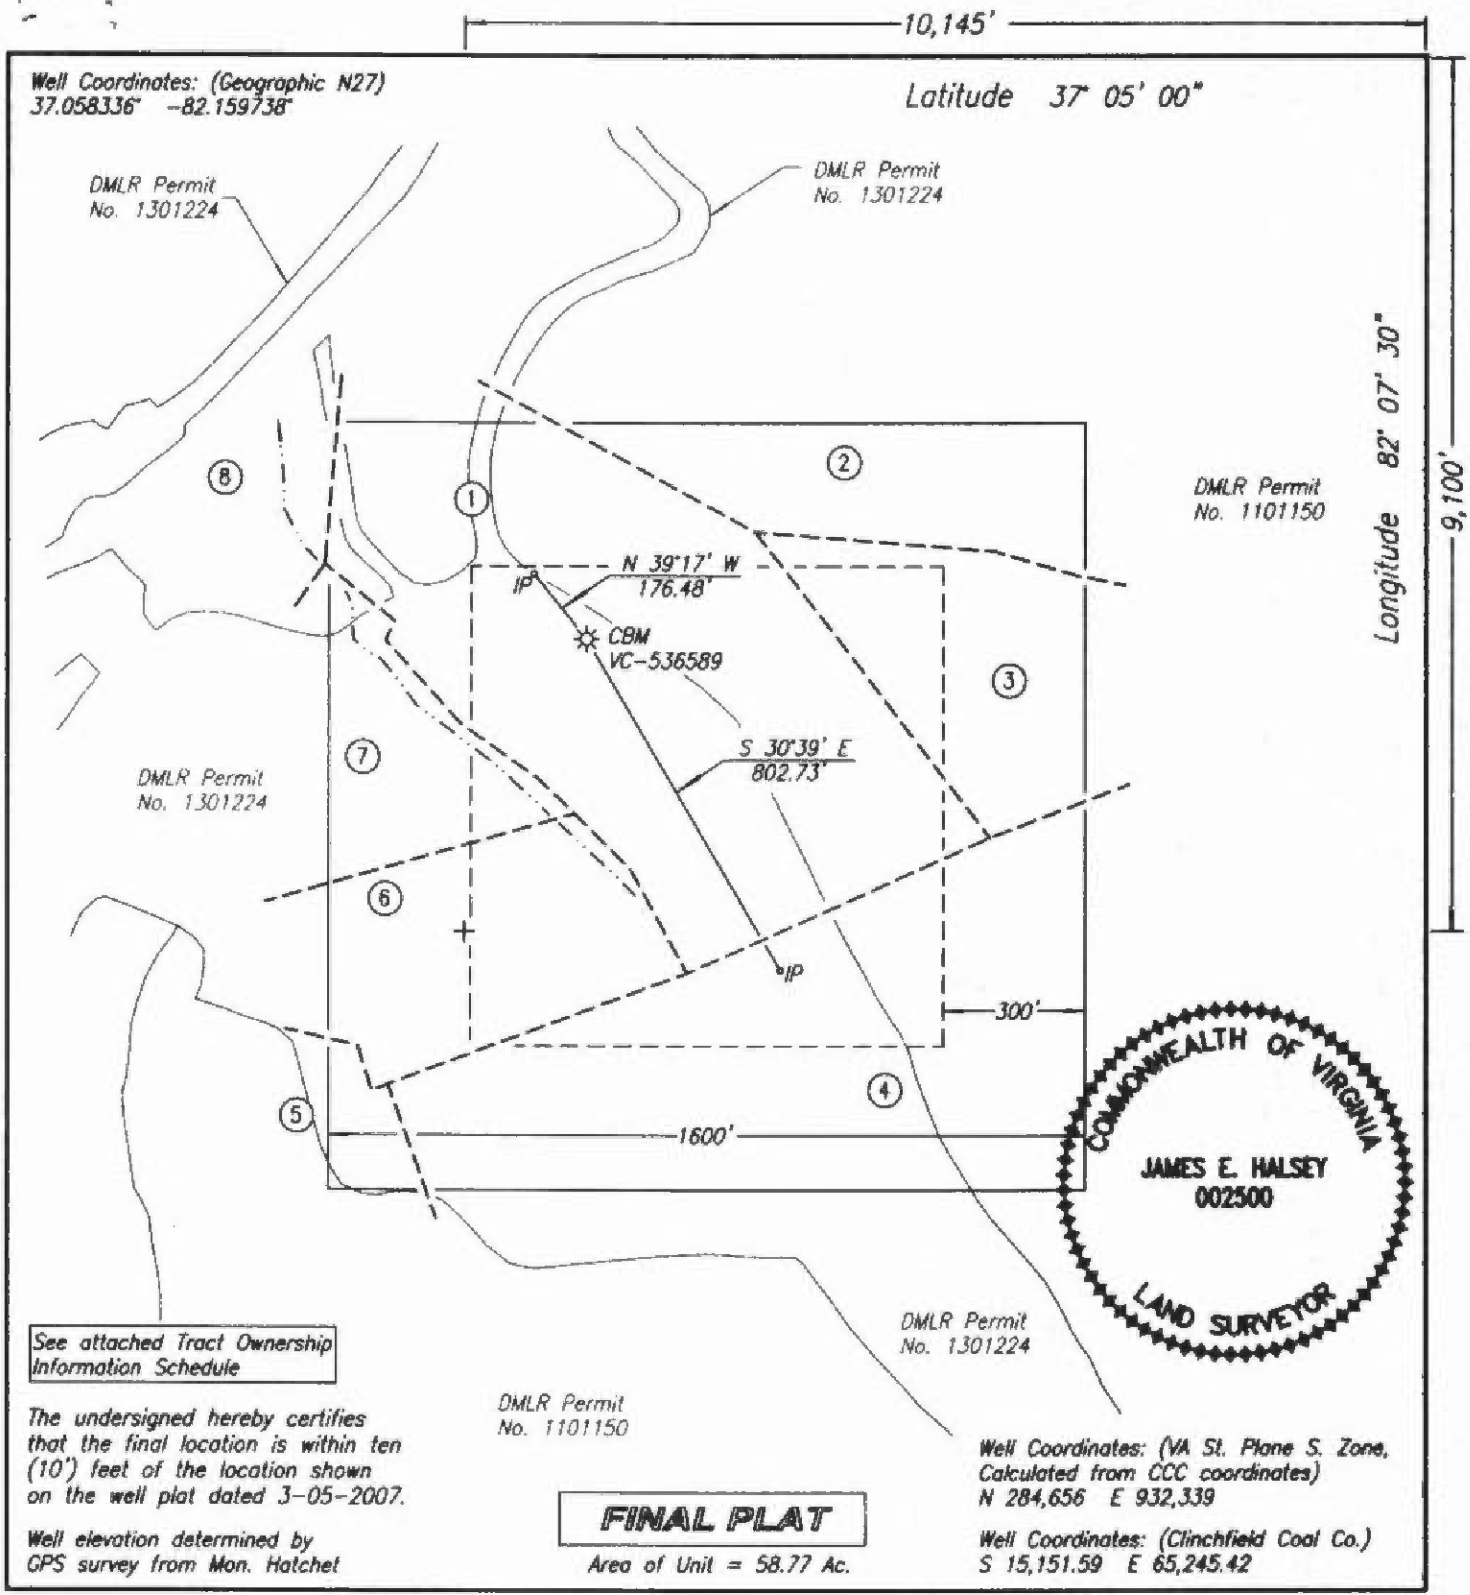 10,145'
Well Coordinates: (Geographic N27)
37.058336° -82.159738°
Latitude 37° 05' 00"
DMLR Permit
No. 1301224
DMLR Permit
No. 1301224
Longitude 82° 07' 30"
9,100'
8
1
2
DMLR Permit
No. 1101150
N 39°17' W
176.48'
IP
CBM
VC-536589
3
S 30°39' E
802.73'
7
DMLR Permit
No. 1301224
6
IP
300'
4
5
1600'
COMMONWEALTH OF VIRGINIA
JAMES E. HALSEY
002500
LAND SURVEYOR
DMLR Permit
No. 1301224
See attached Tract Ownership
Information Schedule
DMLR Permit
No. 1101150
The undersigned hereby certifies
that the final location is within ten
(10') feet of the location shown
on the well plat dated 3-05-2007.
Well elevation determined by
GPS survey from Mon. Hatchet
FINAL PLAT
Area of Unit = 58.77 Ac.
Well Coordinates: (VA St. Plane S. Zone,
Calculated from CCC coordinates)
N 284,656 E 932,339
Well Coordinates: (Clinchfield Coal Co.)
S 15,151.59 E 65,245.42